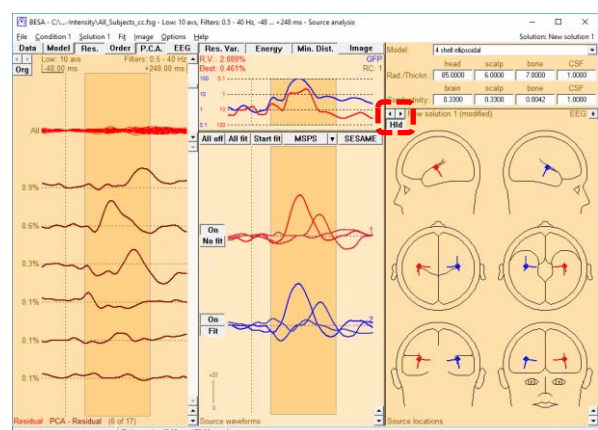 BESA - C:\...-Intensity\All_Subjects_cc.fsg - Low: 10 avs, Filters: 0.5 - 40 Hz, -48 ... +248 ms - Source analysis
File Condition 1 Solution 1 Fit Image Options Help
Solution: New solution 1
Data Model Res. Order P.C.A. EEG
Res. Var. Energy Min. Dist. Image
Model: 4 shell ellipsoidal
Low: 10 avs Filters: 0.5 - 40 Hz
Org -48.00 ms +248.00 ms
R.V.: 2.088% GFP
Best: 0.461% RC: 1
100 0.1
10 1
1 10
0.1 100
head scalp bone CSF
Rad./Thickn.: 85.0000 6.0000 7.0000 1.0000
brain scalp bone CSF
Conductivity: 0.3300 0.3300 0.0042 1.0000
New solution 1 (modified) EEG
Hld
All off All fit Start fit MSPS SESAME
All
0.9%
0.6%
0.3%
0.1%
0.1%
0.1%
On
No fit
1
On
Fit
2
Residual PCA - Residual (6 of 17)
Source waveforms
Source locations